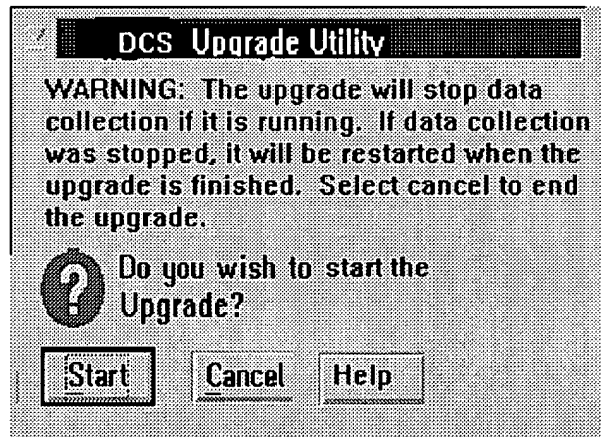 DCS Upgrade Utility
WARNING: The upgrade will stop data
collection if it is running. If data collection
was stopped, it will be restarted when the
upgrade is finished. Select cancel to end
the upgrade.
Do you wish to start the
Upgrade?
Start
Cancel
Help